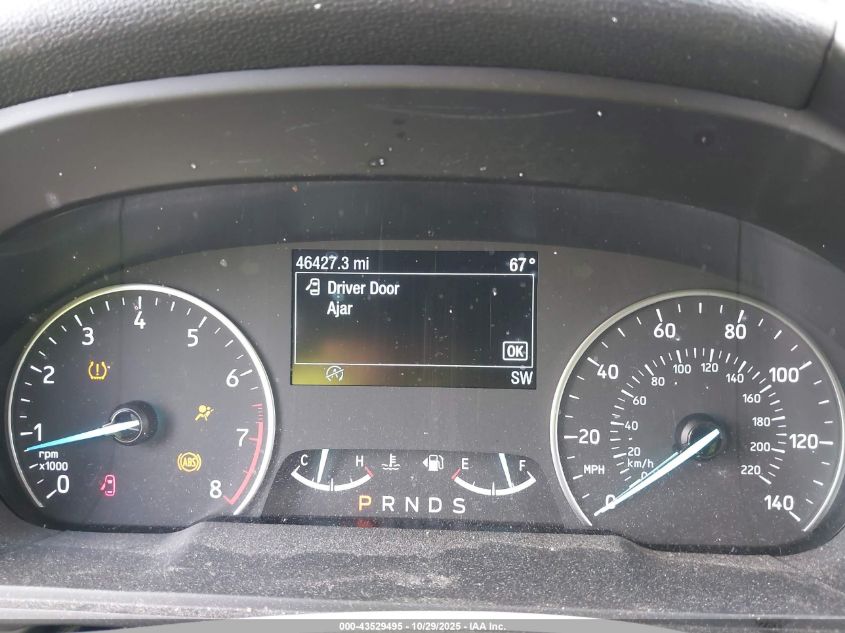 46427.3 mi 67°
Driver Door
Ajar
OK
SW
0 1 2 3 4 5 6 7 8
rpm
x1000
ABS
C H E F
P R N D S
0 20 40 60 80 100 120 140
MPH
0 20 40 60 80 100 120 140 160 180 200 220
km/h
000-43529495 - 10/29/2025 - IAA Inc.